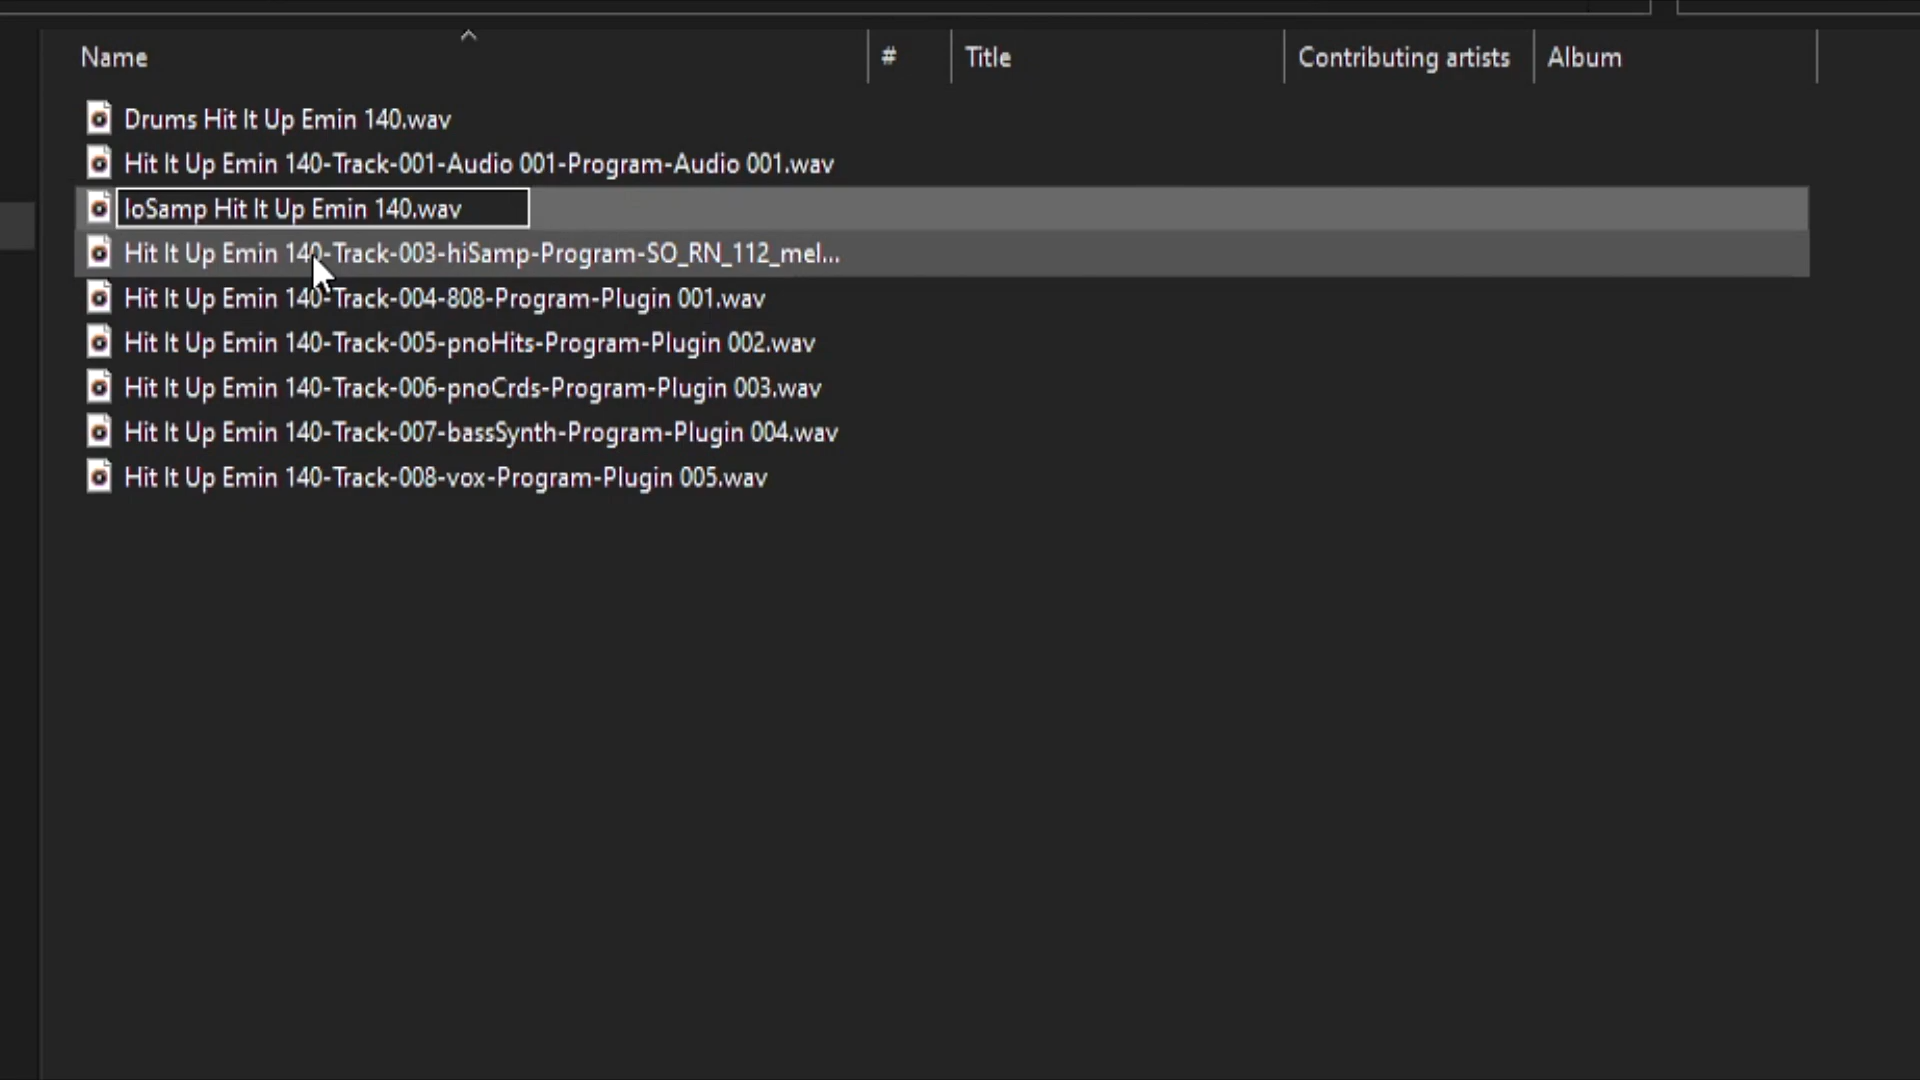 Name # Title Contributing artists Album
Drums Hit It Up Emin 140.wav
Hit It Up Emin 140-Track-001-Audio 001-Program-Audio 001.wav
loSamp Hit It Up Emin 140.wav
Hit It Up Emin 140-Track-003-hiSamp-Program-SO_RN_112_mel...
Hit It Up Emin 140-Track-004-808-Program-Plugin 001.wav
Hit It Up Emin 140-Track-005-pnoHits-Program-Plugin 002.wav
Hit It Up Emin 140-Track-006-pnoCrds-Program-Plugin 003.wav
Hit It Up Emin 140-Track-007-bassSynth-Program-Plugin 004.wav
Hit It Up Emin 140-Track-008-vox-Program-Plugin 005.wav